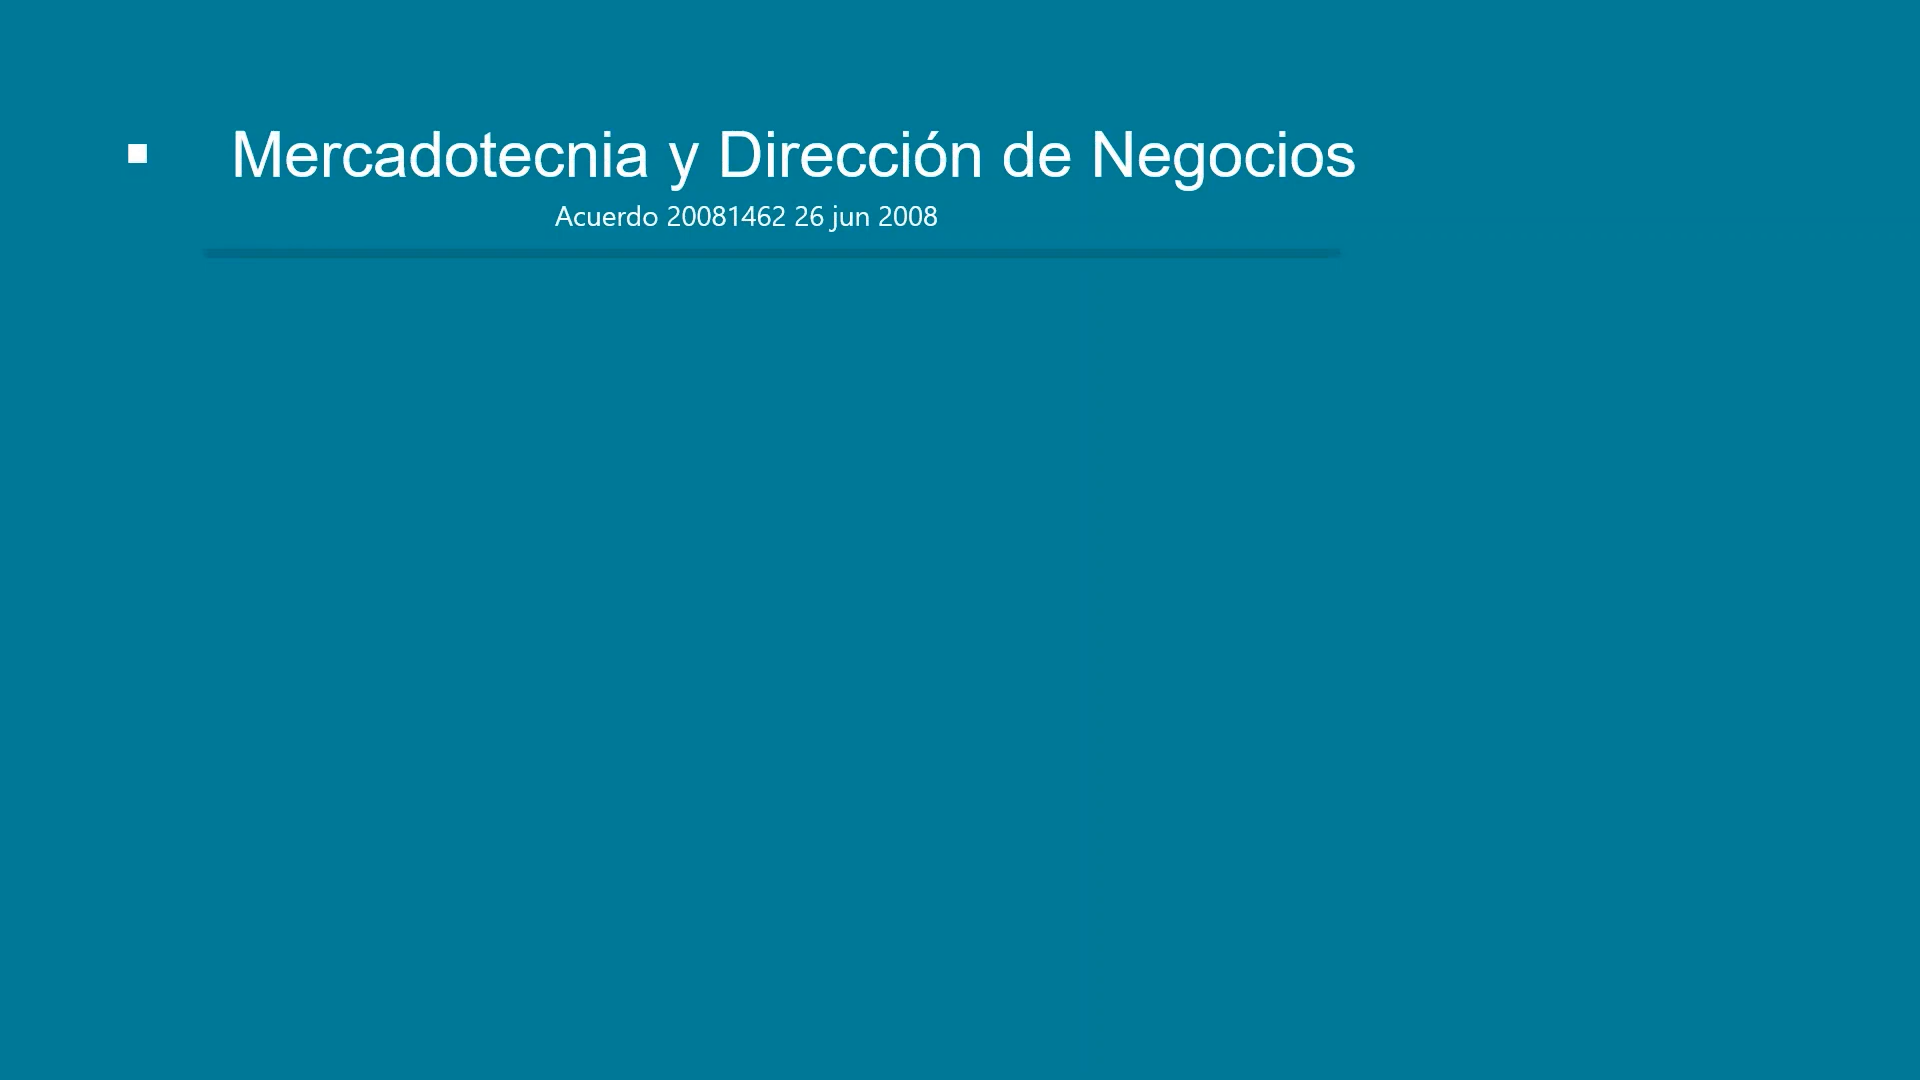 Mercadotecnia y Dirección de Negocios
Acuerdo 20081462 26 jun 2008